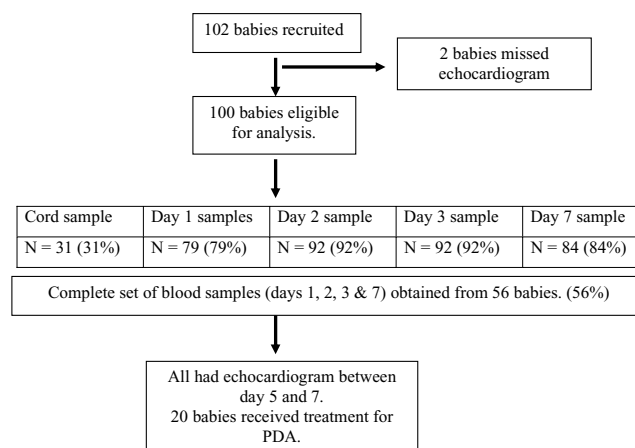 102 babies recruited
2 babies missed
echocardiogram
100 babies eligible
for analysis.
Cord sample Day 1 samples Day 2 sample Day 3 sample Day 7 sample
N = 31 (31%) N = 79 (79%) N = 92 (92%) N = 92 (92%) N = 84 (84%)
Complete set of blood samples (days 1, 2, 3 & 7) obtained from 56 babies. (56%)
All had echocardiogram between
day 5 and 7.
20 babies received treatment for
PDA.